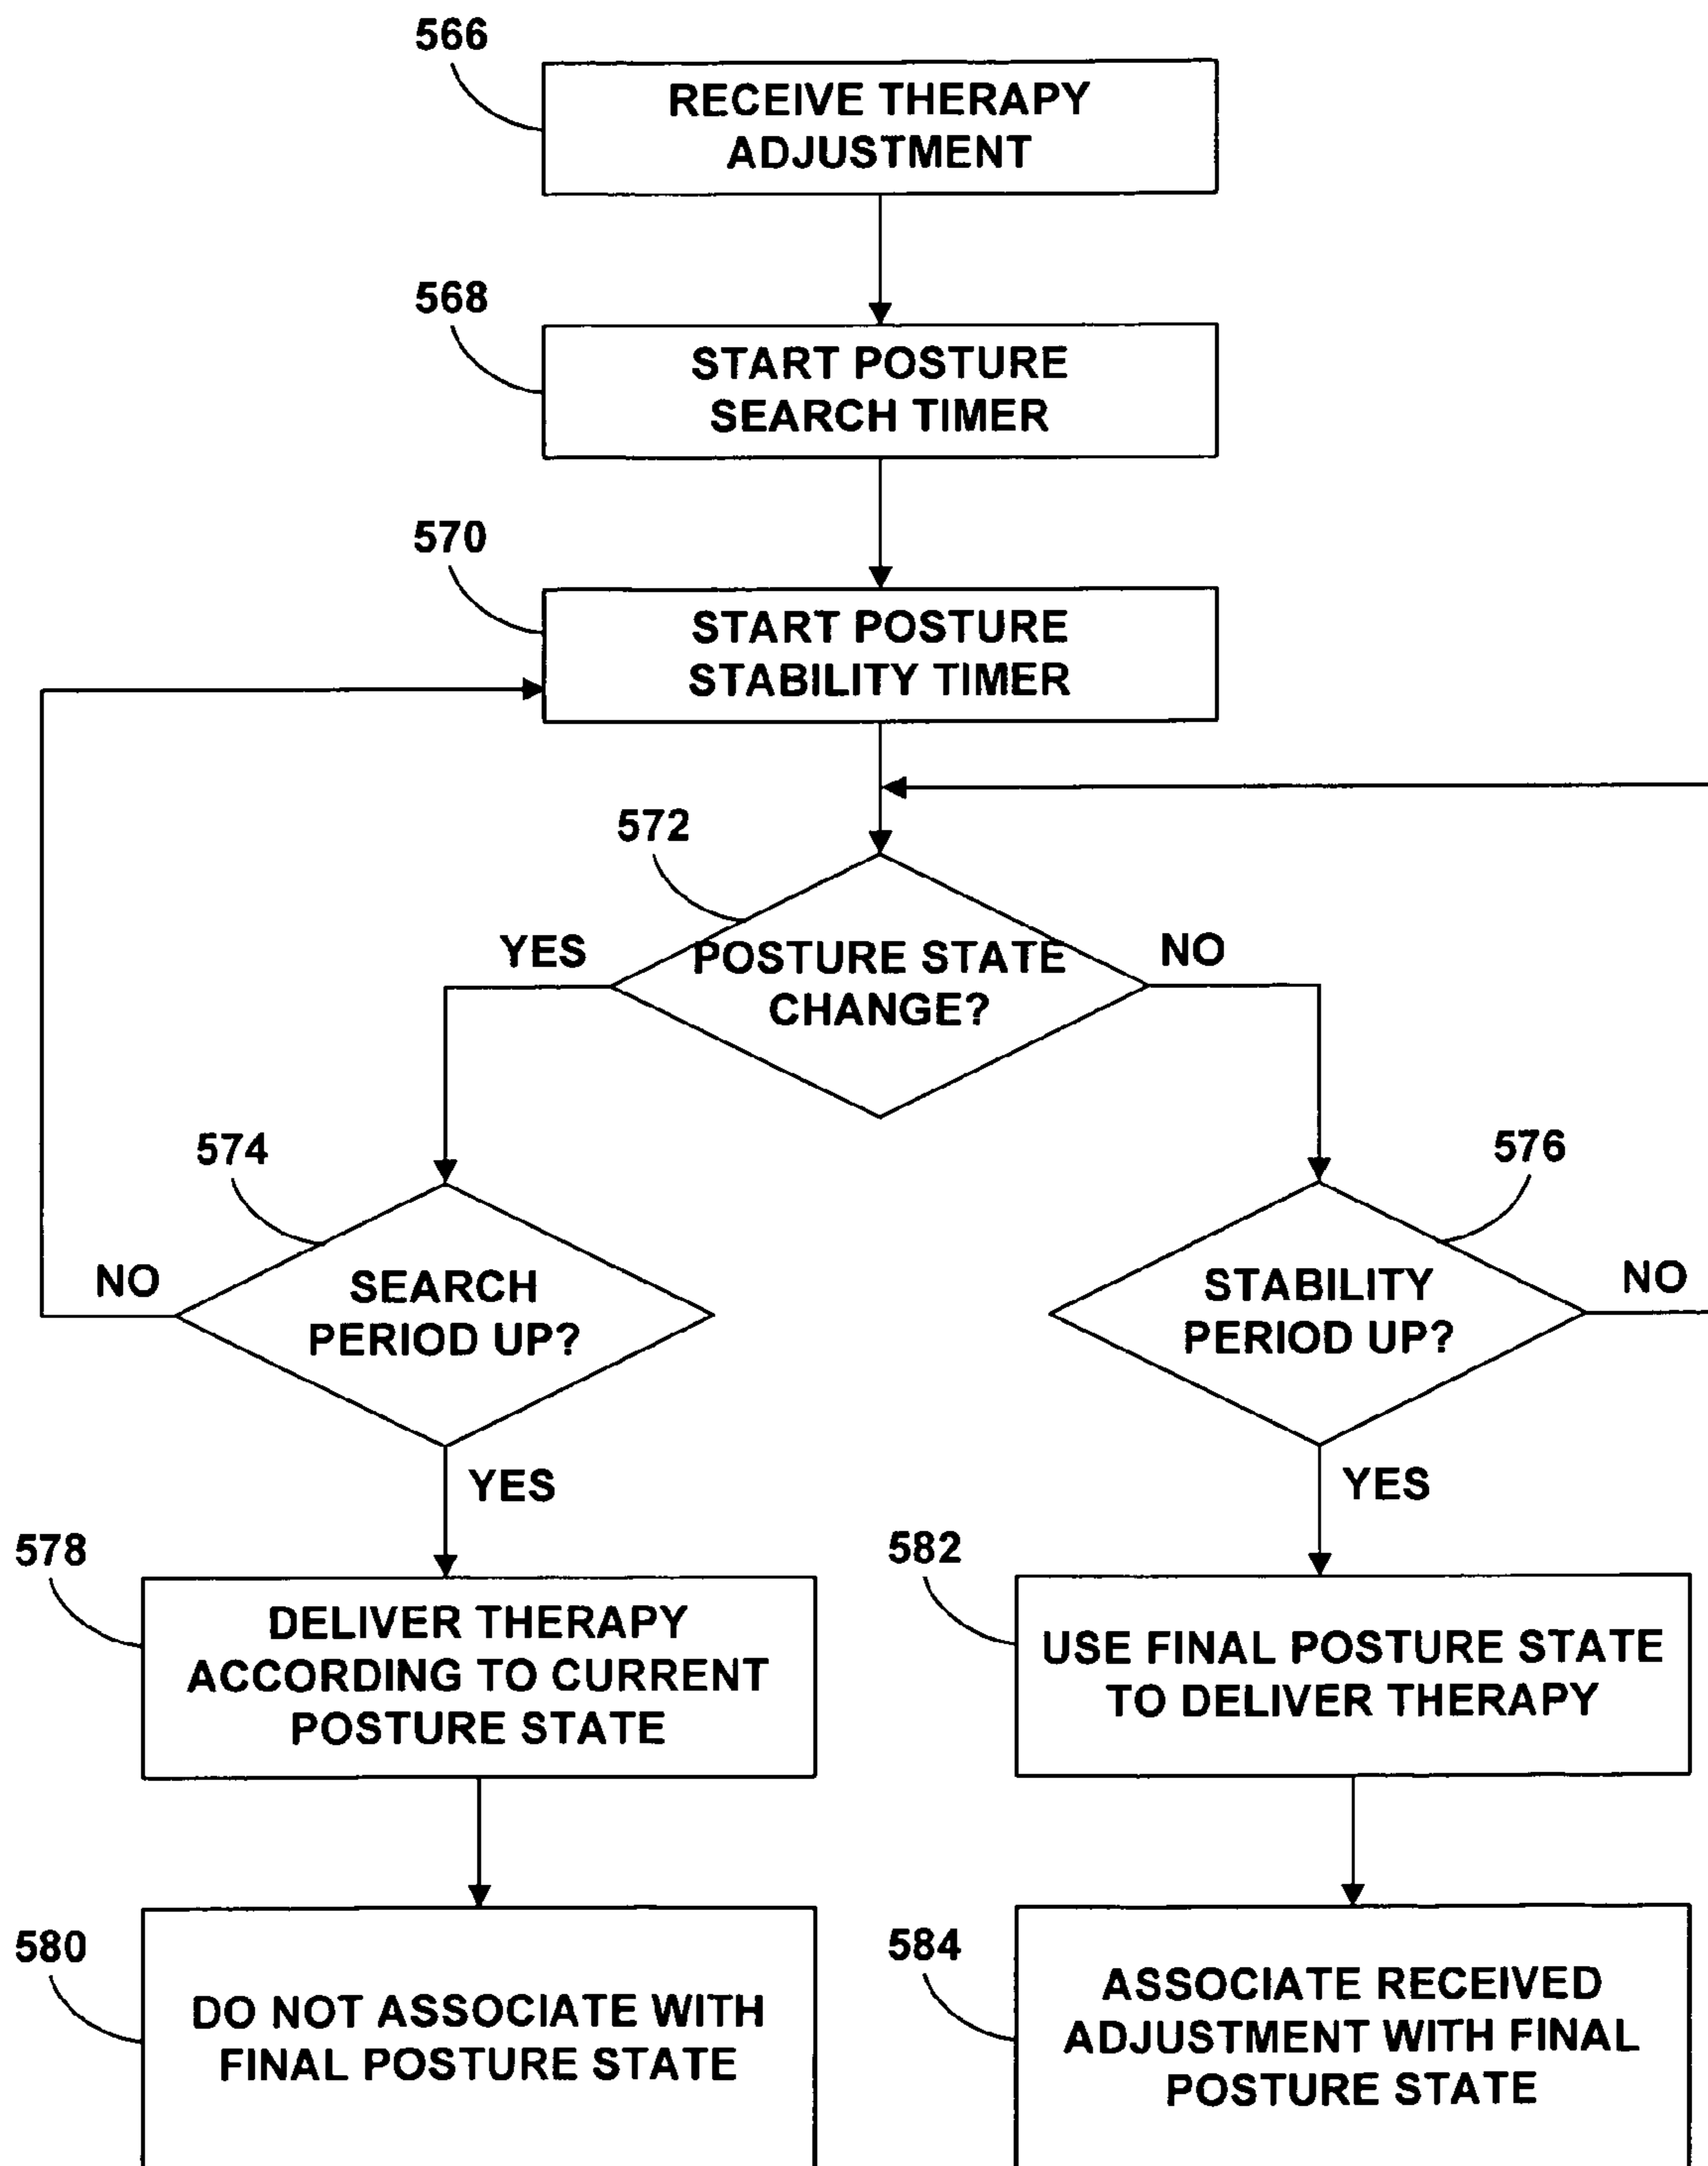 566
RECEIVE THERAPY
ADJUSTMENT
568
START POSTURE
SEARCH TIMER
570
START POSTURE
STABILITY TIMER
572
YES
POSTURE STATE
CHANGE?
NO
574
576
NO
SEARCH
PERIOD UP?
STABILITY
PERIOD UP?
NO
YES
YES
578
DELIVER THERAPY
ACCORDING TO CURRENT
POSTURE STATE
582
USE FINAL POSTURE STATE
TO DELIVER THERAPY
580
DO NOT ASSOCIATE WITH
FINAL POSTURE STATE
584
ASSOCIATE RECEIVED
ADJUSTMENT WITH FINAL
POSTURE STATE